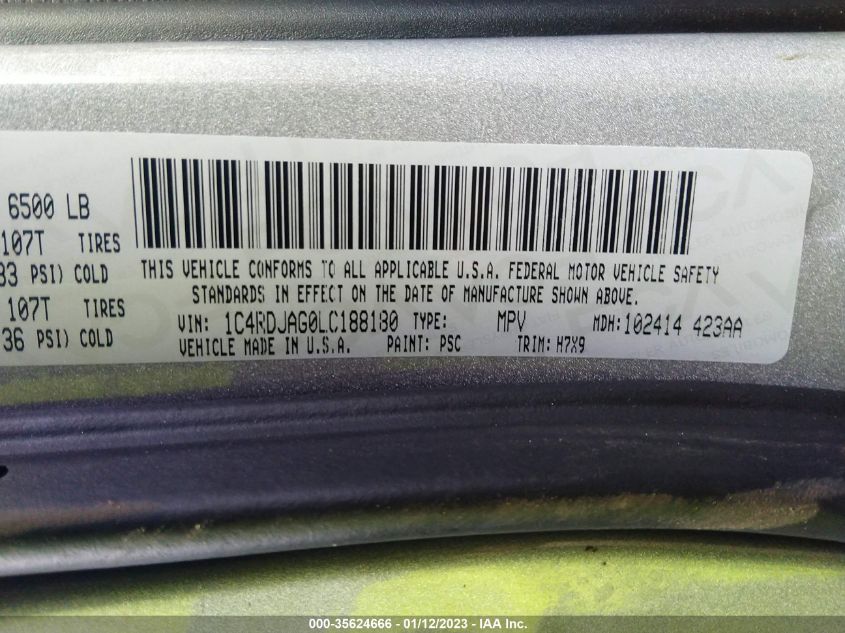 6500 LB
107T TIRES
33 PSI) COLD
107T TIRES
36 PSI) COLD
THIS VEHICLE CONFORMS TO ALL APPLICABLE U.S.A. FEDERAL MOTOR VEHICLE SAFETY
STANDARDS IN EFFECT ON THE DATE OF MANUFACTURE SHOWN ABOVE.
VIN: 1C4RDJAG0LC188180 TYPE: MPV MDH:102414 423AA
VEHICLE MADE IN U.S.A. PAINT: PSC TRIM: H7X9
000-35624666 - 01/12/2023 - IAA Inc.